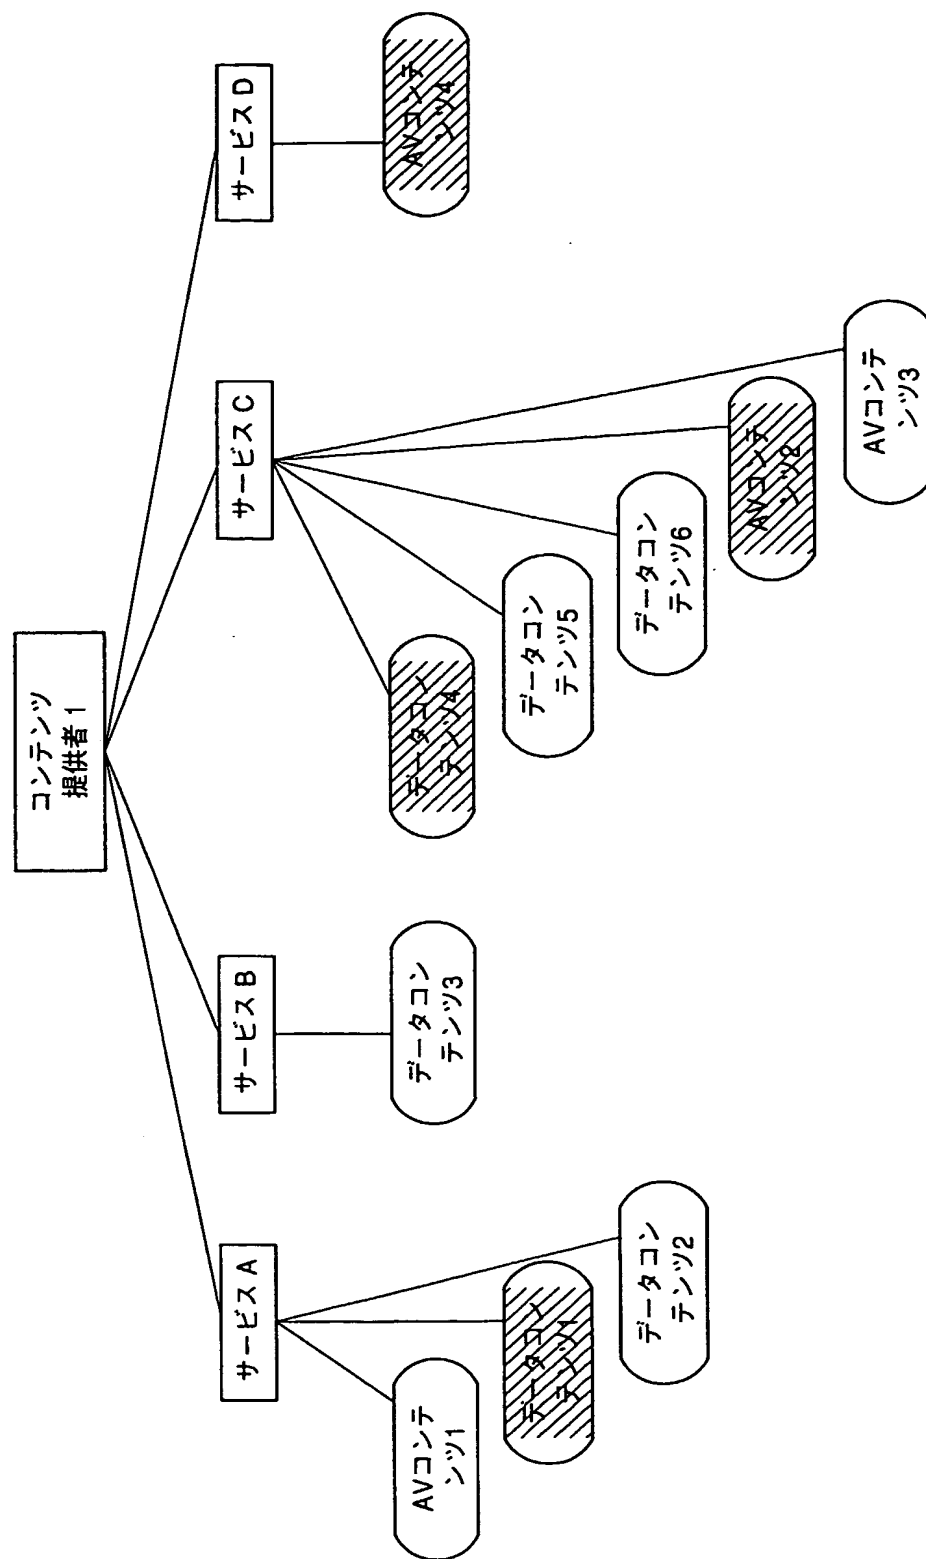 コンテンツ
提供者1
サービスA
サービスB
サービスC
サービスD
AVコンテ
ンツ1
データコン
テンツ1
データコン
テンツ2
データコン
テンツ3
データコン
テンツ4
データコン
テンツ5
データコン
テンツ6
AVコンテ
ンツ2
AVコンテ
ンツ3
AVコンテ
ンツ4